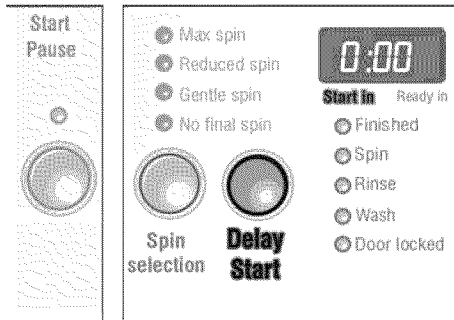 Start
Pause
Max spin
Reduced spin
Gentle spin
No final spin
Spin
selection
Delay
Start
0:00
Start in Ready in
Finished
Spin
Rinse
Wash
Door locked